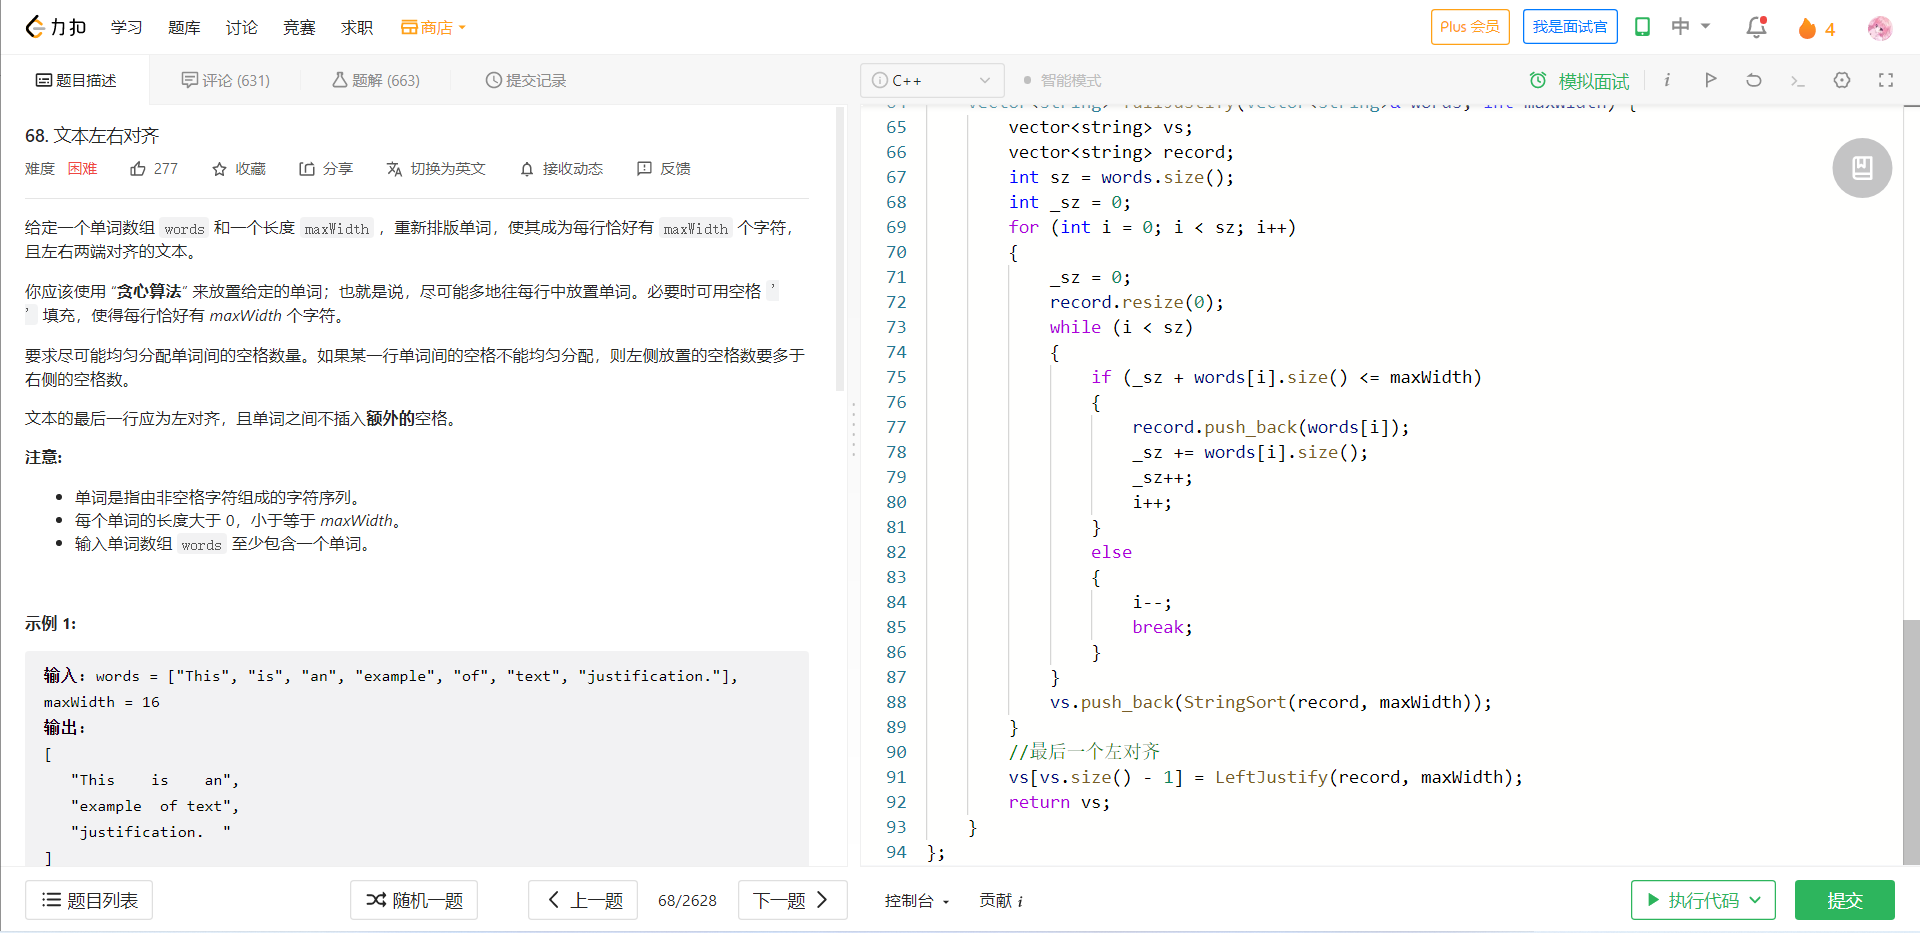 力扣 学习 题库 讨论 竞赛 求职 商店 Plus 会员 我是面试官 中 4
题目描述 评论 (631) 题解 (663) 提交记录
68. 文本左右对齐
难度 困难 277 收藏 分享 切换为英文 接收动态 反馈
给定一个单词数组 words 和一个长度 maxWidth ，重新排版单词，使其成为每行恰好有 maxWidth 个字符，
且左右两端对齐的文本。
你应该使用 “贪心算法” 来放置给定的单词；也就是说，尽可能多地往每行中放置单词。必要时可用空格 '
' 填充，使得每行恰好有 maxWidth 个字符。
要求尽可能均匀分配单词间的空格数量。如果某一行单词间的空格不能均匀分配，则左侧放置的空格数要多于
右侧的空格数。
文本的最后一行应为左对齐，且单词之间不插入额外的空格。
注意:
单词是指由非空格字符组成的字符序列。
每个单词的长度大于 0，小于等于 maxWidth。
输入单词数组 words 至少包含一个单词。
示例 1:
输入: words = ["This", "is", "an", "example", "of", "text", "justification."],
maxWidth = 16
输出:
[
   "This    is    an",
   "example  of text",
   "justification.  "
]
题目列表 随机一题 上一题 68/2628 下一题
C++ 智能模式 模拟面试 i
64     vector<string> fullJustify(vector<string>& words, int maxWidth) {
65         vector<string> vs;
66         vector<string> record;
67         int sz = words.size();
68         int _sz = 0;
69         for (int i = 0; i < sz; i++)
70         {
71             _sz = 0;
72             record.resize(0);
73             while (i < sz)
74             {
75                 if (_sz + words[i].size() <= maxWidth)
76                 {
77                     record.push_back(words[i]);
78                     _sz += words[i].size();
79                     _sz++;
80                     i++;
81                 }
82                 else
83                 {
84                     i--;
85                     break;
86                 }
87             }
88             vs.push_back(StringSort(record, maxWidth));
89         }
90         //最后一个左对齐
91         vs[vs.size() - 1] = LeftJustify(record, maxWidth);
92         return vs;
93     }
94 };
控制台 贡献 i 执行代码 提交